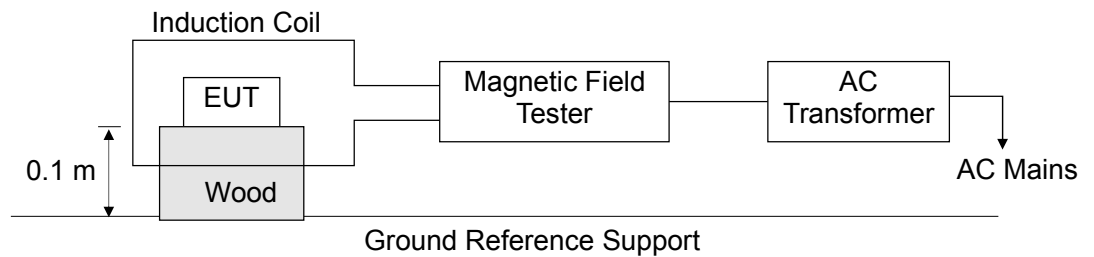 Induction Coil
EUT
Magnetic Field
Tester
AC
Transformer
0.1 m
Wood
AC Mains
Ground Reference Support